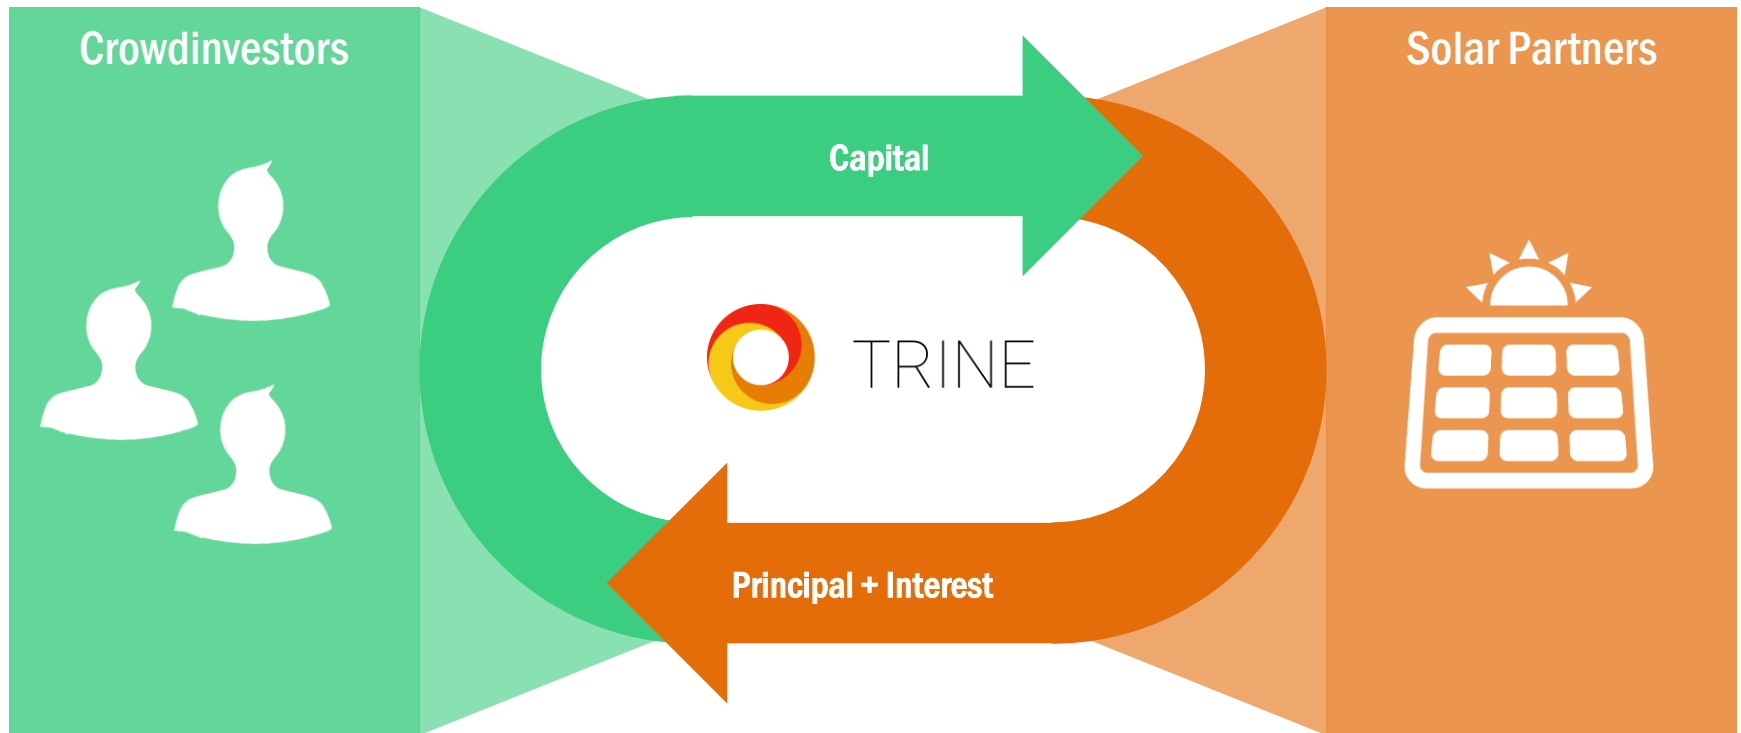 Crowdinvestors
Solar Partners
Capital
TRINE
Principal + Interest